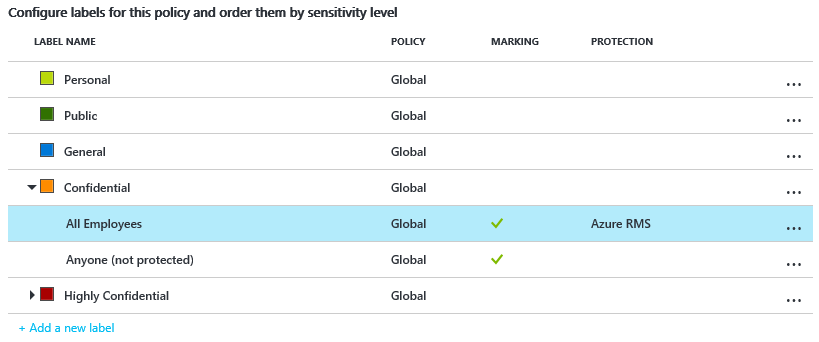 Configure labels for this policy and order them by sensitivity level
LABEL NAME POLICY MARKING PROTECTION
Personal Global ...
Public Global ...
General Global ...
Confidential Global ...
All Employees Global Azure RMS ...
Anyone (not protected) Global ...
Highly Confidential Global ...
+ Add a new label